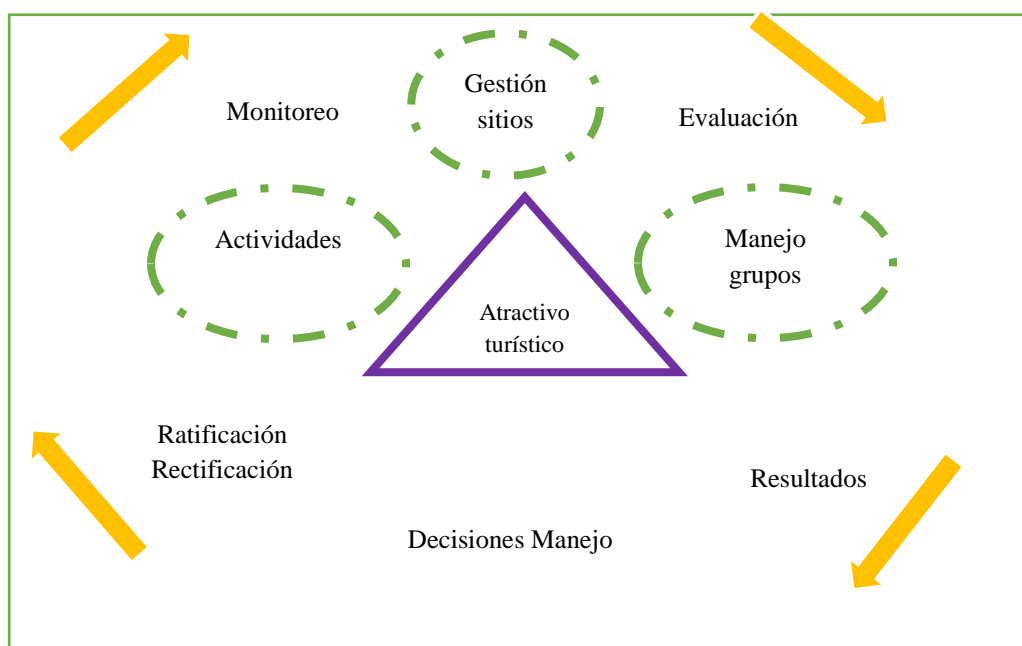 Gestión
sitios
Monitoreo
Evaluación
Actividades
Manejo
grupos
Atractivo
turístico
Ratificación
Rectificación
Resultados
Decisiones Manejo